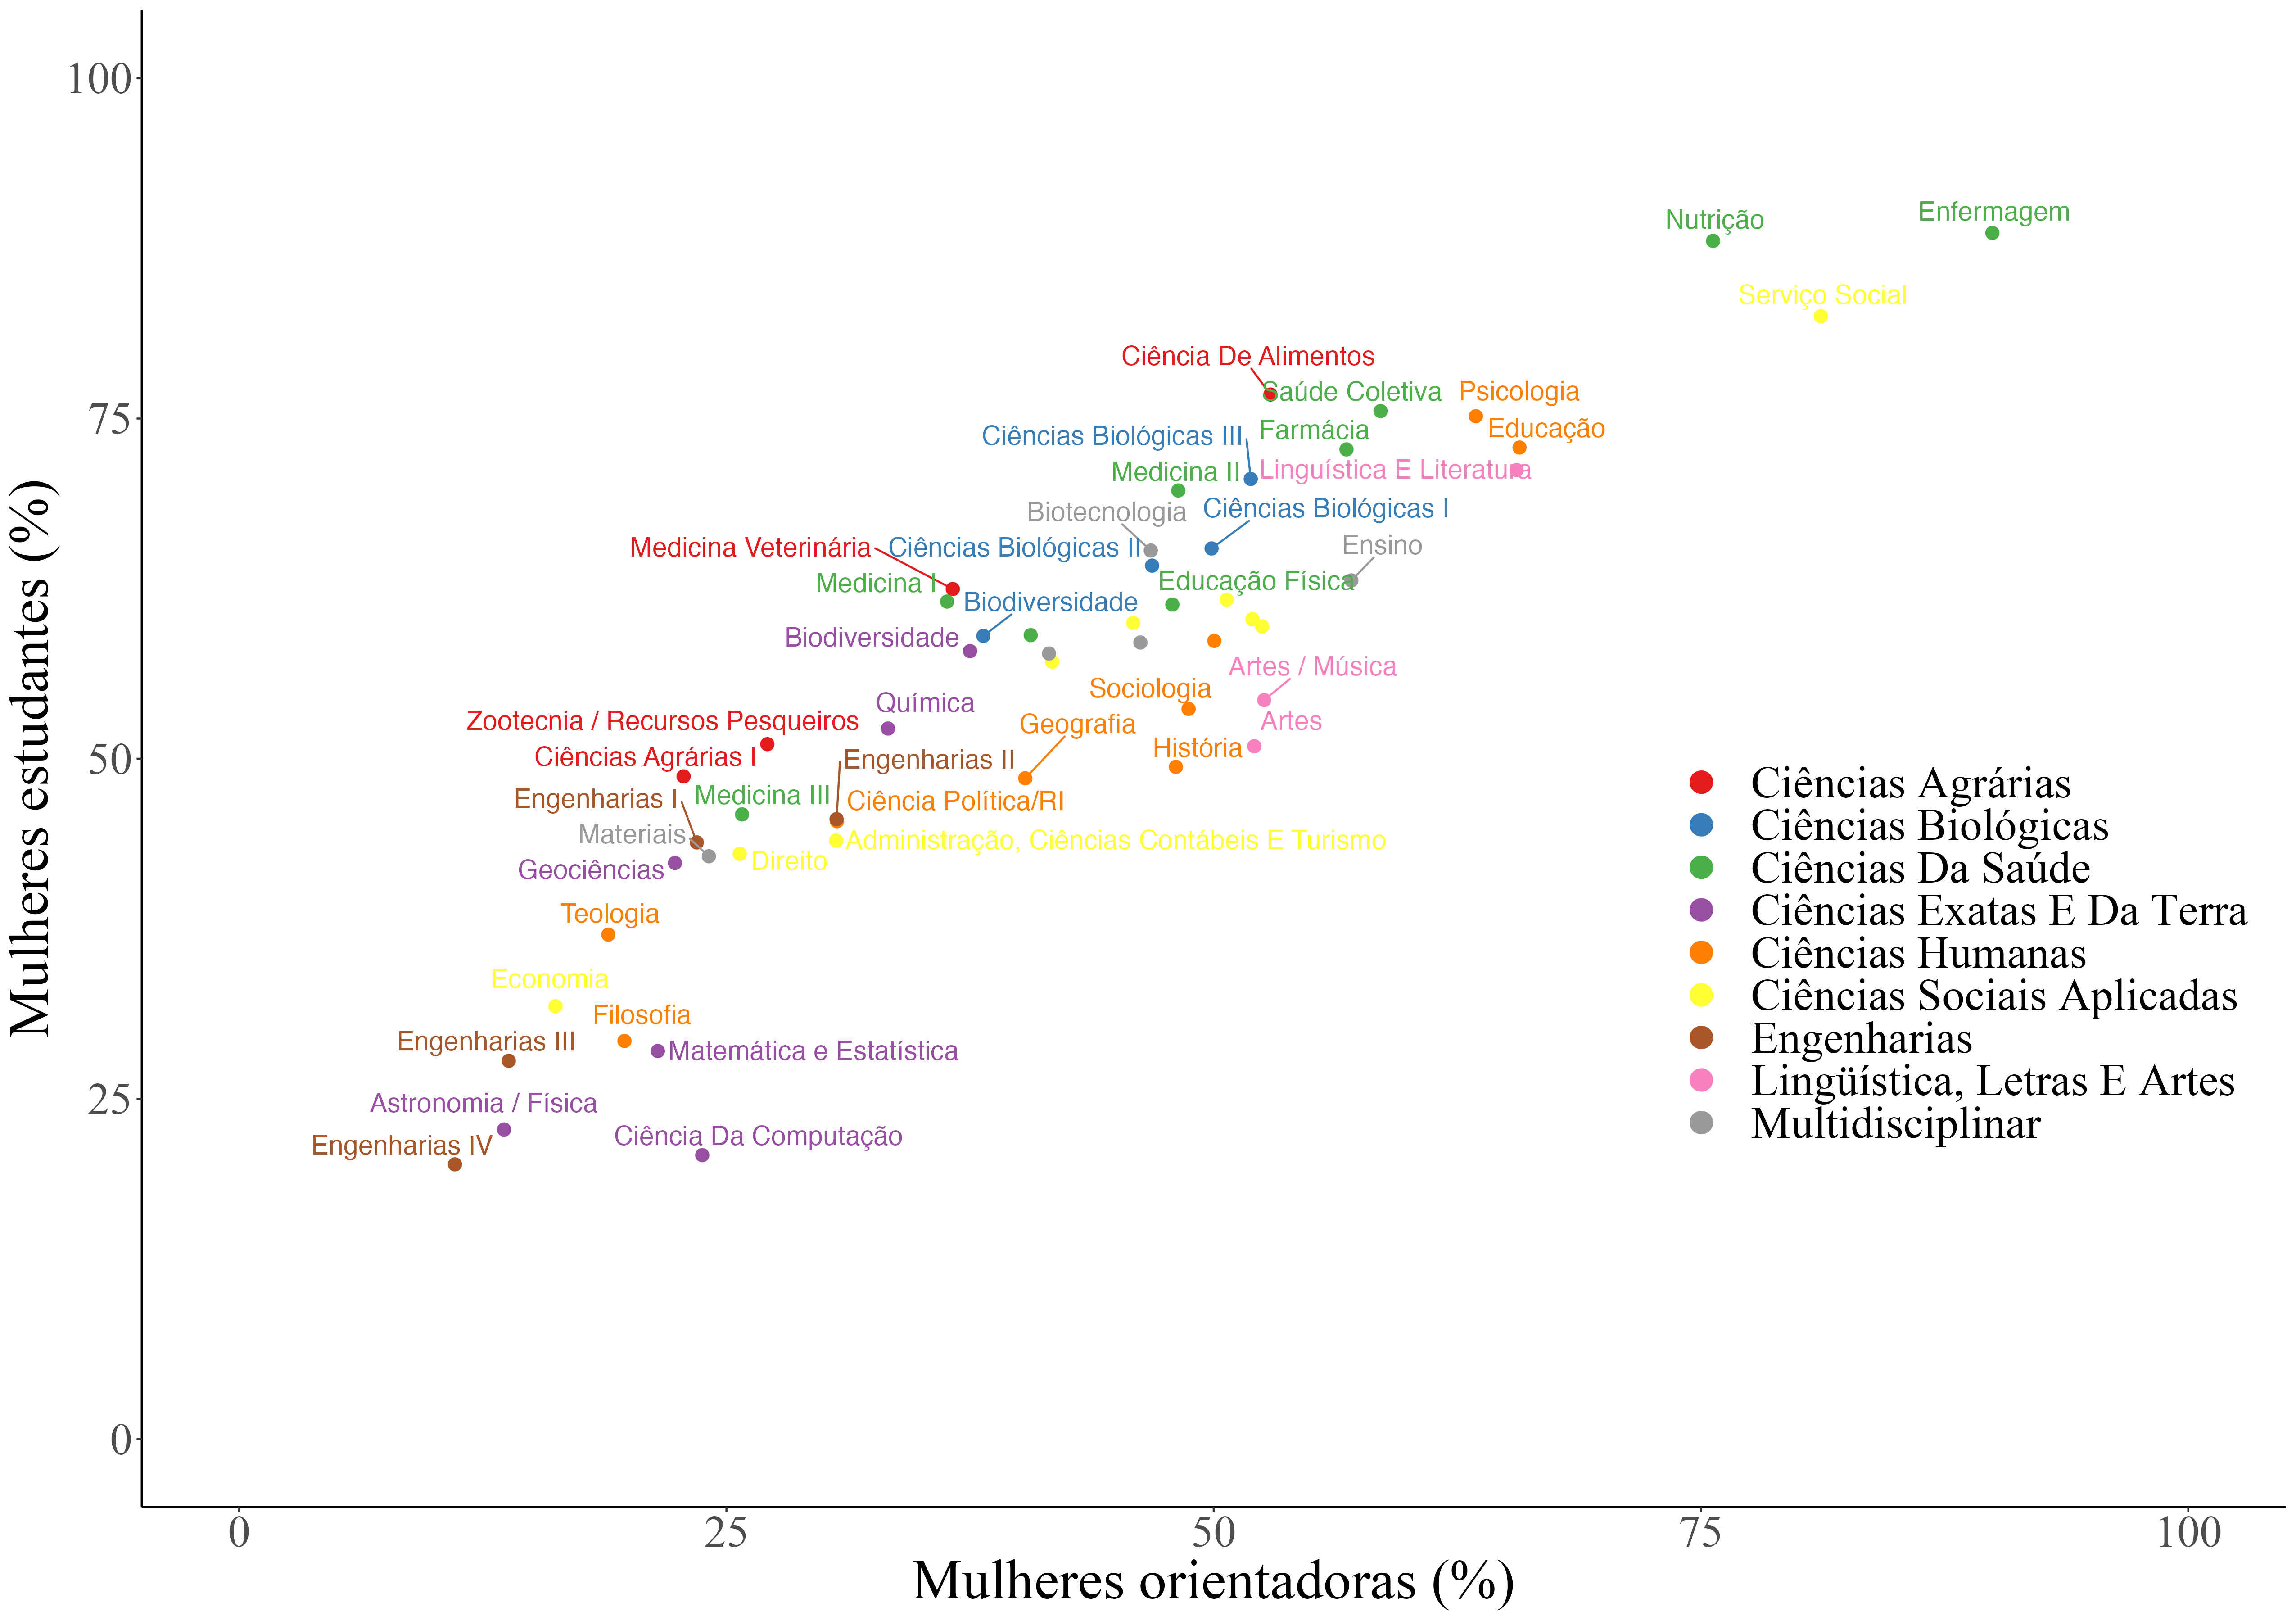 Mulheres estudantes (%)
100
75
50
25
0
Enfermagem
Nutrição
Serviço Social
Ciência De Alimentos
Saúde Coletiva
Psicologia
Farmácia
Educação
Ciências Biológicas III
Medicina II
Linguística E Literatura
Biotecnologia
Ciências Biológicas I
Medicina Veterinária
Ciências Biológicas II
Ensino
Medicina I
Educação Física
Biodiversidade
Biodiversidade
Artes / Música
Sociologia
Química
Zootecnia / Recursos Pesqueiros
Geografia
Artes
Ciências Agrárias I
Engenharias II
História
Engenharias I
Medicina III
Ciência Política/RI
Materiais
Administração, Ciências Contábeis E Turismo
Geociências
Direito
Teologia
Economia
Filosofia
Engenharias III
Matemática e Estatística
Astronomia / Física
Engenharias IV
Ciência Da Computação
Ciências Agrárias
Ciências Biológicas
Ciências Da Saúde
Ciências Exatas E Da Terra
Ciências Humanas
Ciências Sociais Aplicadas
Engenharias
Lingüística, Letras E Artes
Multidisciplinar
0 25 50 75 100
Mulheres orientadoras (%)